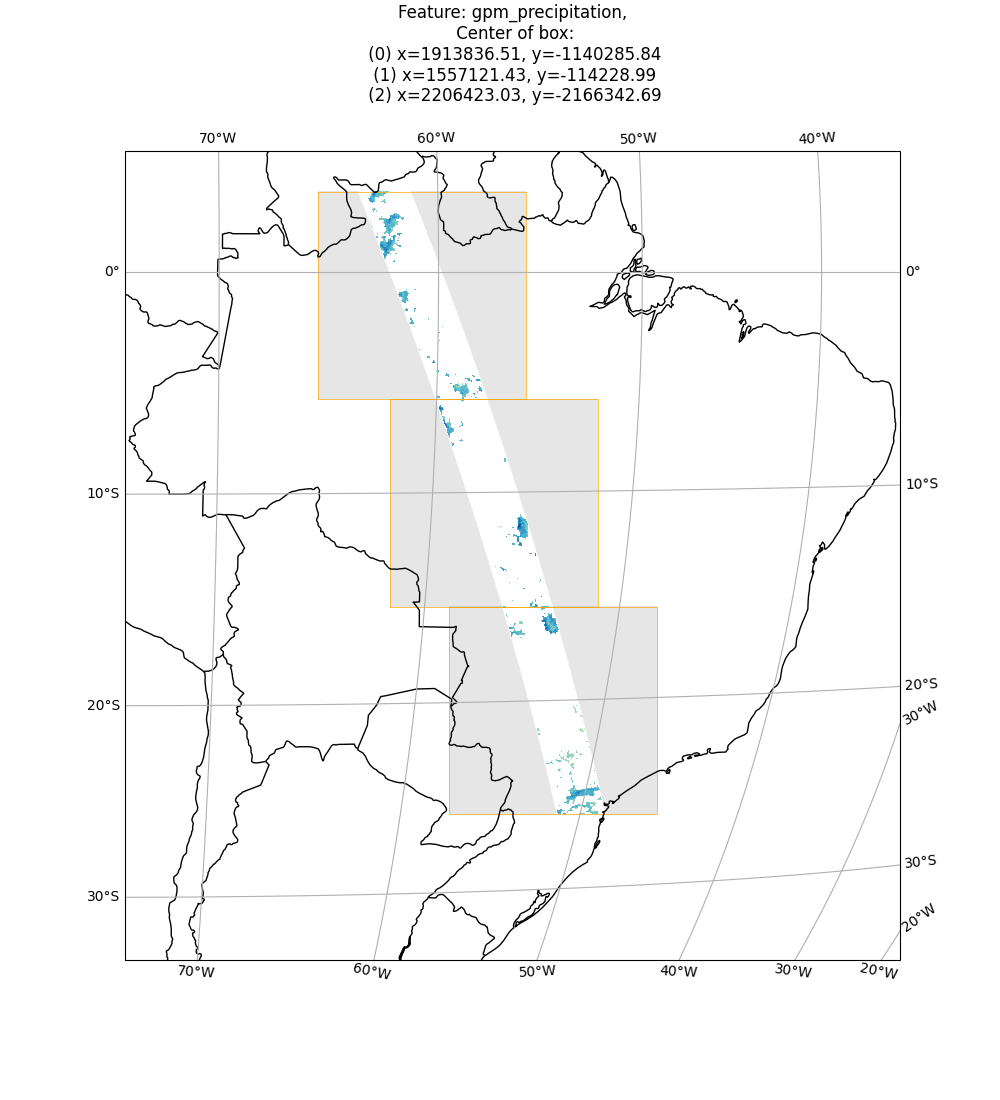 Feature: gpm_precipitation,
Center of box:
(0) x=1913836.51, y=-1140285.84
(1) x=1557121.43, y=-114228.99
(2) x=2206423.03, y=-2166342.69
70°W 60°W 50°W 40°W
0° 0°
10°S 10°S
20°S 20°S
30°W
30°S 30°S
20°W
70°W 60°W 50°W 40°W 30°W 20°W